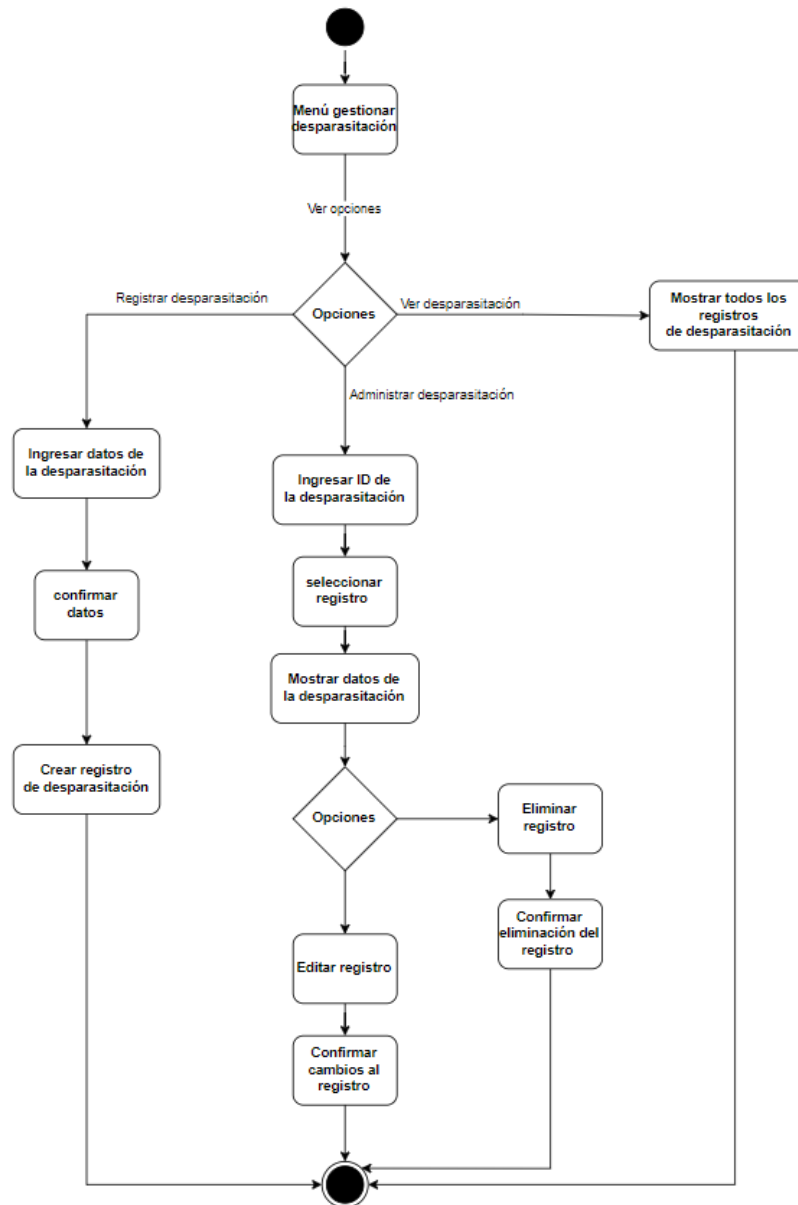 Menú gestionar
desparasitación
Ver opciones
Registrar desparasitación
Opciones
Ver desparasitación
Mostrar todos los
registros
de desparasitación
Administrar desparasitación
Ingresar datos de
la desparasitación
Ingresar ID de
la desparasitación
confirmar
datos
seleccionar
registro
Mostrar datos de
la desparasitación
Crear registro
de desparasitación
Opciones
Eliminar
registro
Confirmar
eliminación del
registro
Editar registro
Confirmar
cambios al
registro